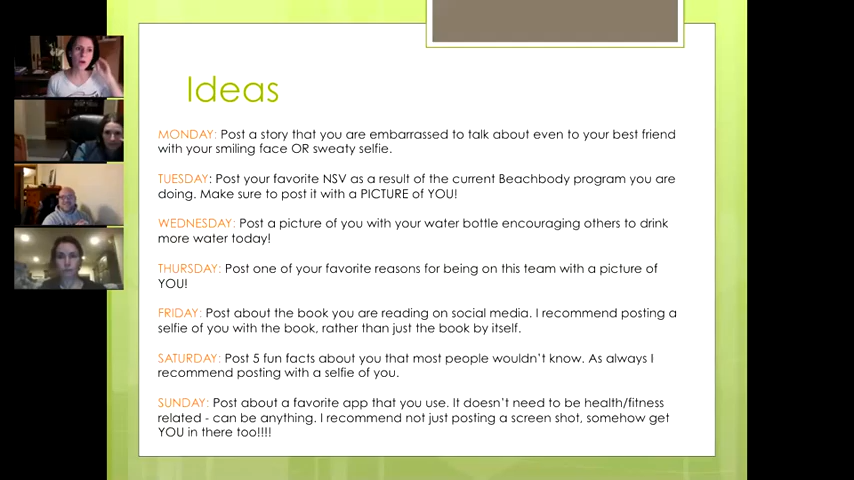 Ideas
MONDAY: Post a story that you are embarrassed to talk about even to your best friend
with your smiling face OR sweaty selfie.
TUESDAY: Post your favorite NSV as a result of the current Beachbody program you are
doing. Make sure to post it with a PICTURE of YOU!
WEDNESDAY: Post a picture of you with your water bottle encouraging others to drink
more water today!
THURSDAY: Post one of your favorite reasons for being on this team with a picture of
YOU!
FRIDAY: Post about the book you are reading on social media. I recommend posting a
selfie of you with the book, rather than just the book by itself.
SATURDAY: Post 5 fun facts about you that most people wouldn't know. As always I
recommend posting with a selfie of you.
SUNDAY: Post about a favorite app that you use. It doesn't need to be health/fitness
related - can be anything. I recommend not just posting a screen shot, somehow get
YOU in there too!!!!